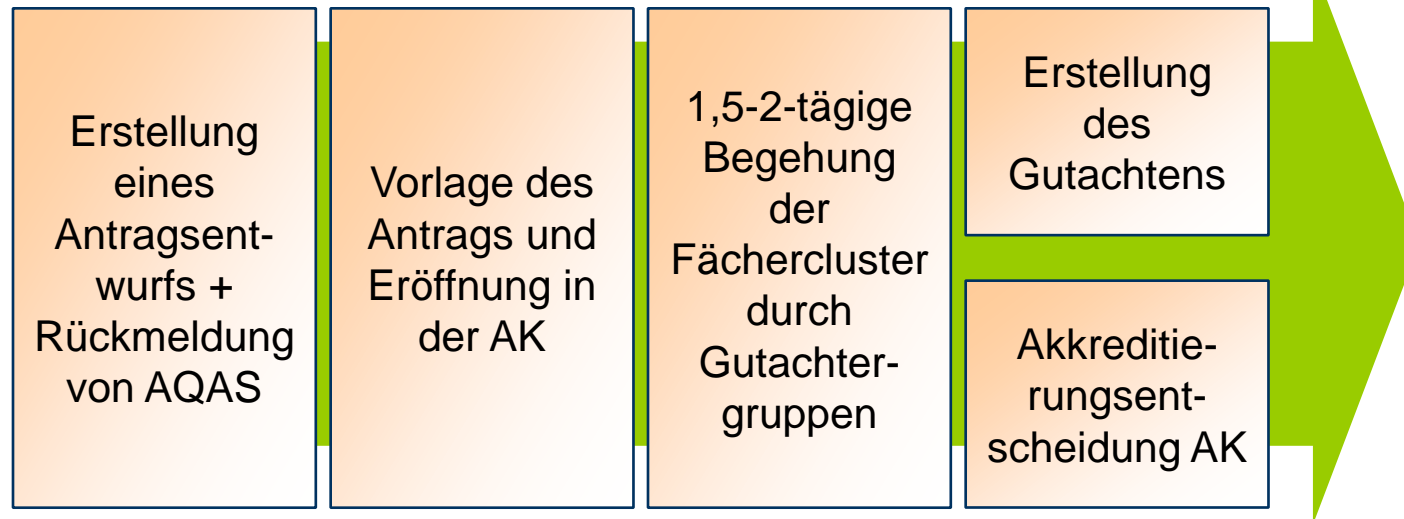 Erstellung
eines
Antragsent-
wurfs +
Rückmeldung
von AQAS
Vorlage des
Antrags und
Eröffnung in
der AK
1,5-2-tägige
Begehung
der
Fächercluster
durch
Gutachter-
gruppen
Erstellung
des
Gutachtens
Akkreditie-
rungsent-
scheidung AK